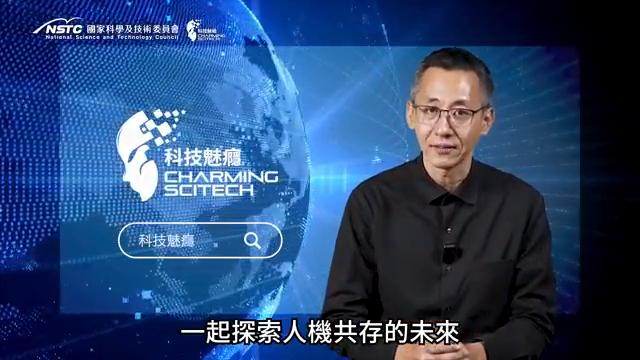 NSTC 國家科學及技術委員會
National Science and Technology Council
科技魅癮
CHARMING
SCITECH
科技魅癮
CHARMING
SCITECH
科技魅癮
一起探索人機共存的未來